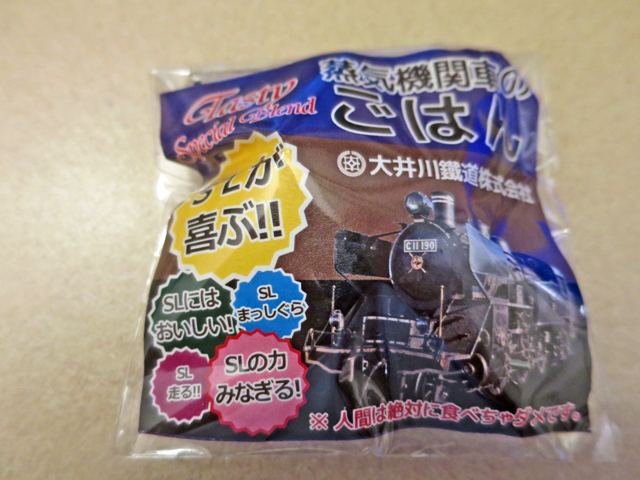 Tasty
Special Blend
蒸気機関車の
ごはん
大井川鐵道株式会社
SLが
喜ぶ!!
C11 190
SLには
おいしい!
SL
まっしぐら
SL
走る!!
SLの力
みなぎる!
※ 人間は絶対に食べちゃダメです。